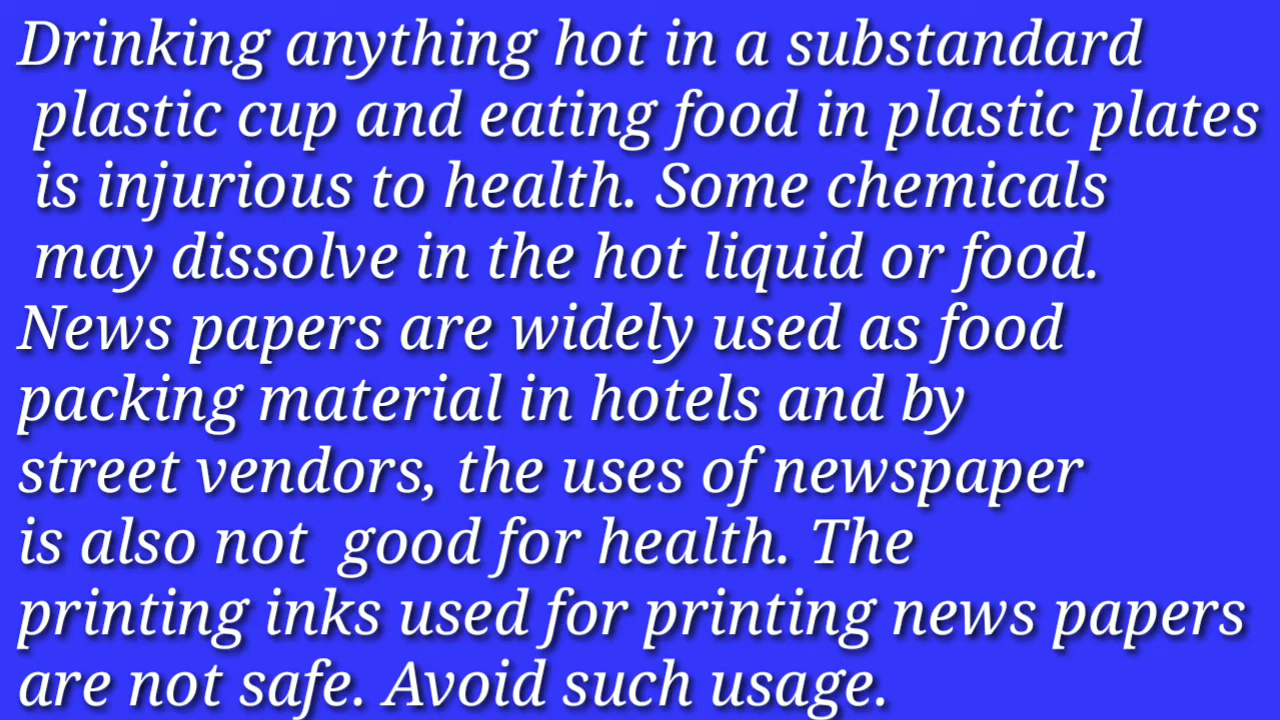 Drinking anything hot in a substandard
plastic cup and eating food in plastic plates
is injurious to health. Some chemicals
may dissolve in the hot liquid or food.
News papers are widely used as food
packing material in hotels and by
street vendors, the uses of newspaper
is also not  good for health. The
printing inks used for printing news papers
are not safe. Avoid such usage.